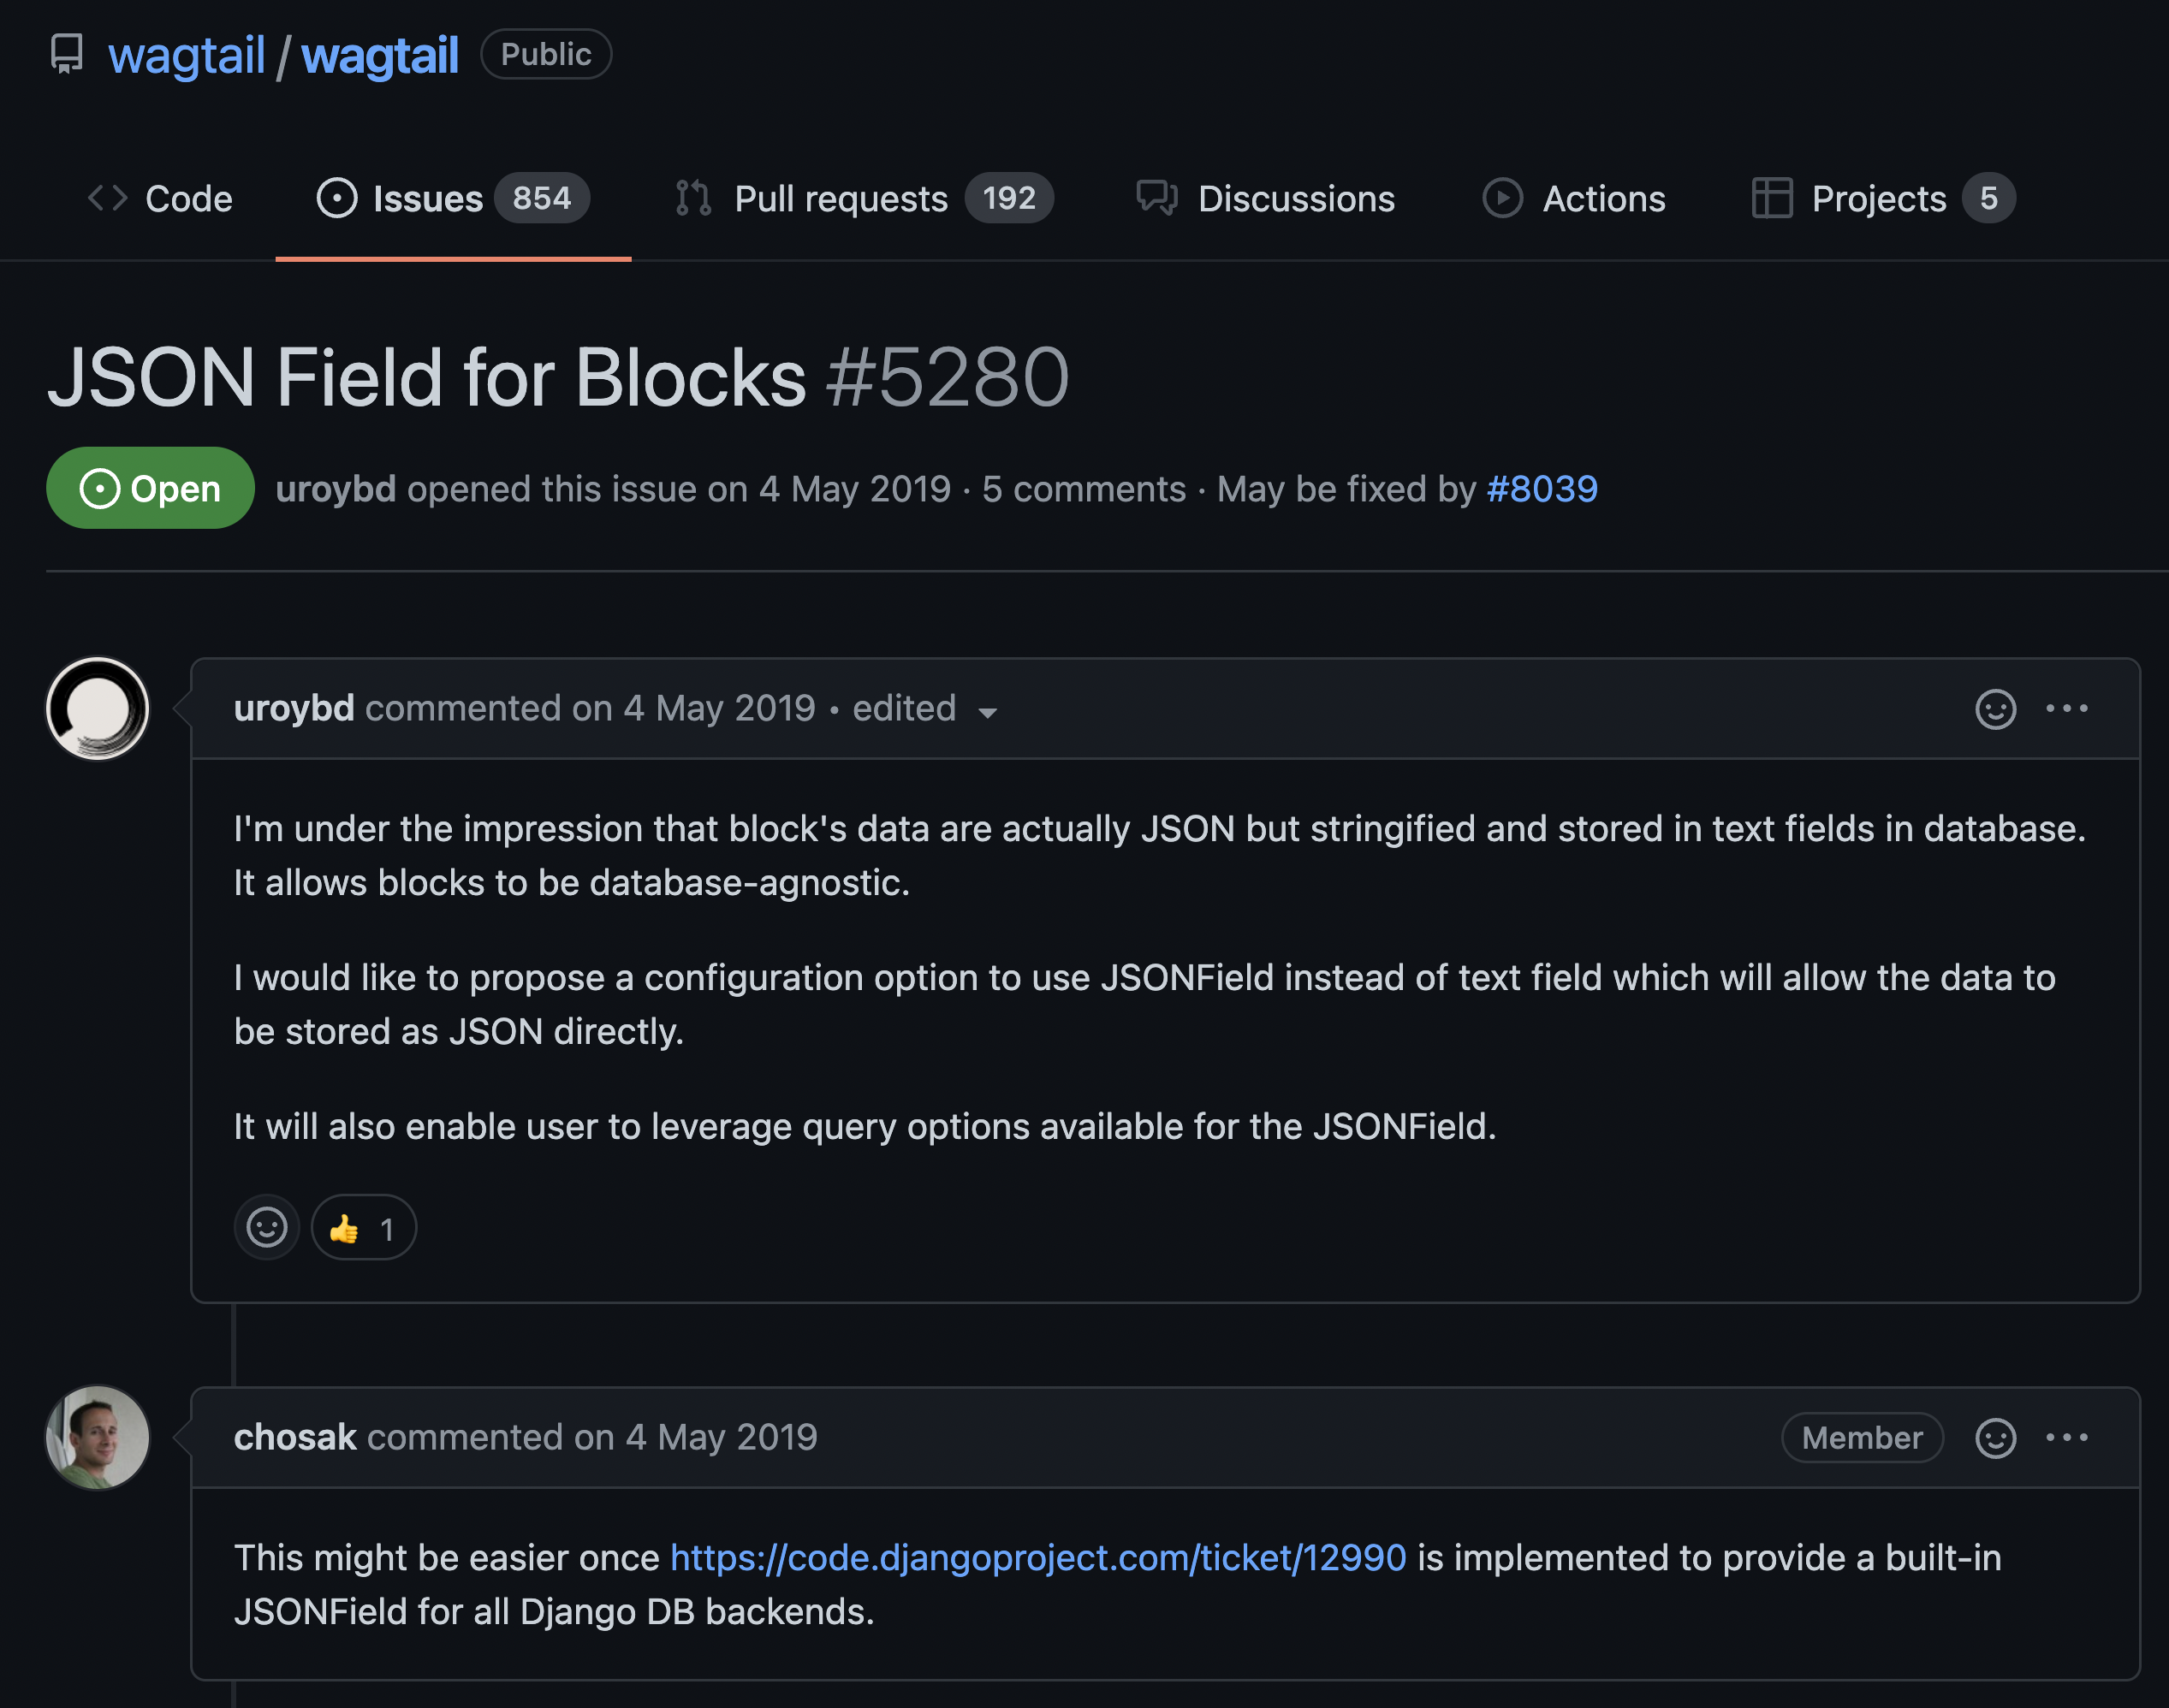 wagtail / wagtail Public
Code Issues 854 Pull requests 192 Discussions Actions Projects 5
JSON Field for Blocks #5280
Open uroybd opened this issue on 4 May 2019 · 5 comments · May be fixed by #8039
uroybd commented on 4 May 2019 • edited
I'm under the impression that block's data are actually JSON but stringified and stored in text fields in database.
It allows blocks to be database-agnostic.
I would like to propose a configuration option to use JSONField instead of text field which will allow the data to
be stored as JSON directly.
It will also enable user to leverage query options available for the JSONField.
👍 1
chosak commented on 4 May 2019 Member
This might be easier once https://code.djangoproject.com/ticket/12990 is implemented to provide a built-in
JSONField for all Django DB backends.